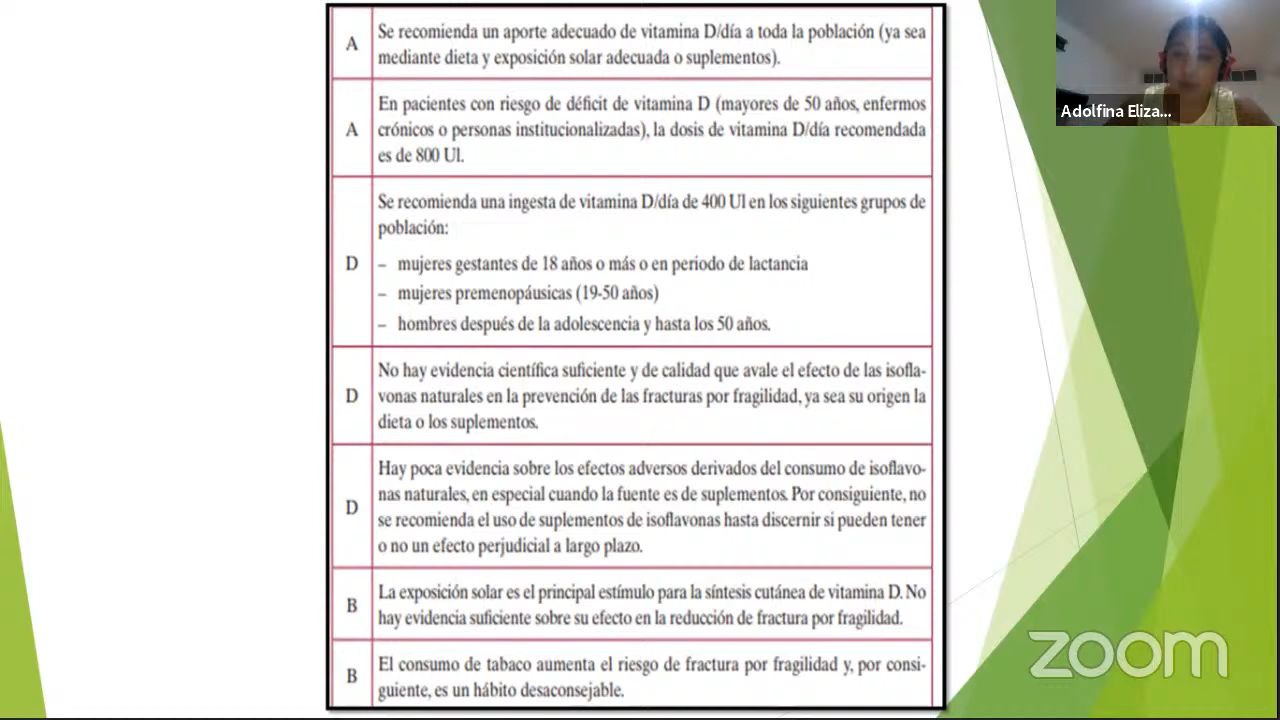 A
Se recomienda un aporte adecuado de vitamina D/día a toda la población (ya sea
mediante dieta y exposición solar adecuada o suplementos).
A
En pacientes con riesgo de déficit de vitamina D (mayores de 50 años, enfermos
crónicos o personas institucionalizadas), la dosis de vitamina D/día recomendada
es de 800 Ul.
D
Se recomienda una ingesta de vitamina D/día de 400 Ul en los siguientes grupos de
población:
– mujeres gestantes de 18 años o más o en periodo de lactancia
– mujeres premenopáusicas (19-50 años)
– hombres después de la adolescencia y hasta los 50 años.
D
No hay evidencia científica suficiente y de calidad que avale el efecto de las isofla-
vonas naturales en la prevención de las fracturas por fragilidad, ya sea su origen la
dieta o los suplementos.
D
Hay poca evidencia sobre los efectos adversos derivados del consumo de isoflavo-
nas naturales, en especial cuando la fuente es de suplementos. Por consiguiente, no
se recomienda el uso de suplementos de isoflavonas hasta discernir si pueden tener
o no un efecto perjudicial a largo plazo.
B
La exposición solar es el principal estímulo para la síntesis cutánea de vitamina D. No
hay evidencia suficiente sobre su efecto en la reducción de fractura por fragilidad.
B
El consumo de tabaco aumenta el riesgo de fractura por fragilidad y, por consi-
guiente, es un hábito desaconsejable.
Adolfina Eliza...
zoom